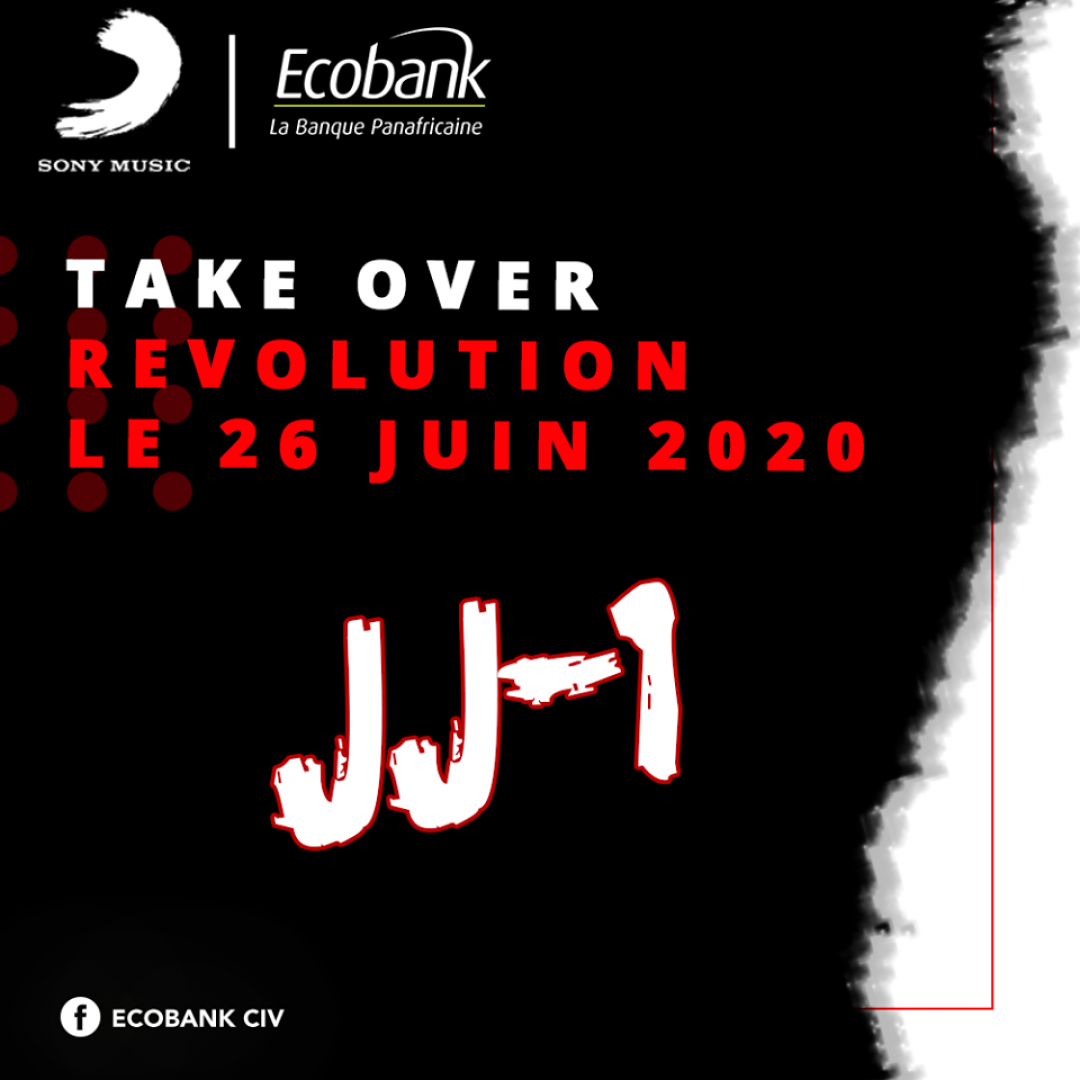 SONY MUSIC
Ecobank
La Banque Panafricaine
TAKE OVER
REVOLUTION
LE 26 JUIN 2020
JJ-1
ECOBANK CIV